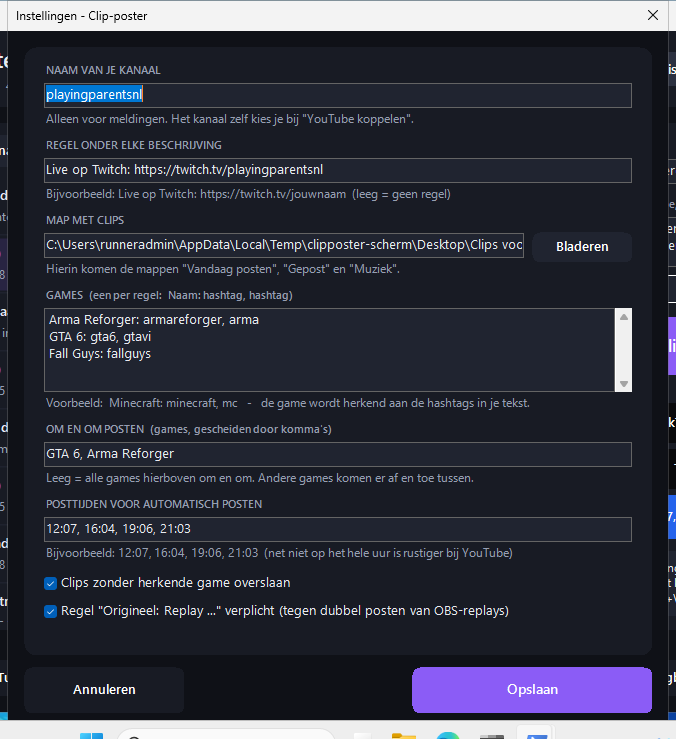 Instellingen - Clip-poster
NAAM VAN JE KANAAL
playingparentsnl
Alleen voor meldingen. Het kanaal zelf kies je bij "YouTube koppelen".
REGEL ONDER ELKE BESCHRIJVING
Live op Twitch: https://twitch.tv/playingparentsnl
Bijvoorbeeld: Live op Twitch: https://twitch.tv/jouwnaam (leeg = geen regel)
MAP MET CLIPS
C:\Users\runneradmin\AppData\Local\Temp\clipposter-scherm\Desktop\Clips voo
Bladeren
Hierin komen de mappen "Vandaag posten", "Gepost" en "Muziek".
GAMES (een per regel: Naam: hashtag, hashtag)
Arma Reforger: armareforger, arma
GTA 6: gta6, gtavi
Fall Guys: fallguys
Voorbeeld: Minecraft: minecraft, mc - de game wordt herkend aan de hashtags in je tekst.
OM EN OM POSTEN (games, gescheiden door komma's)
GTA 6, Arma Reforger
Leeg = alle games hierboven om en om. Andere games komen er af en toe tussen.
POSTTIJDEN VOOR AUTOMATISCH POSTEN
12:07, 16:04, 19:06, 21:03
Bijvoorbeeld: 12:07, 16:04, 19:06, 21:03 (net niet op het hele uur is rustiger bij YouTube)
Clips zonder herkende game overslaan
Regel "Origineel: Replay ..." verplicht (tegen dubbel posten van OBS-replays)
Annuleren
Opslaan